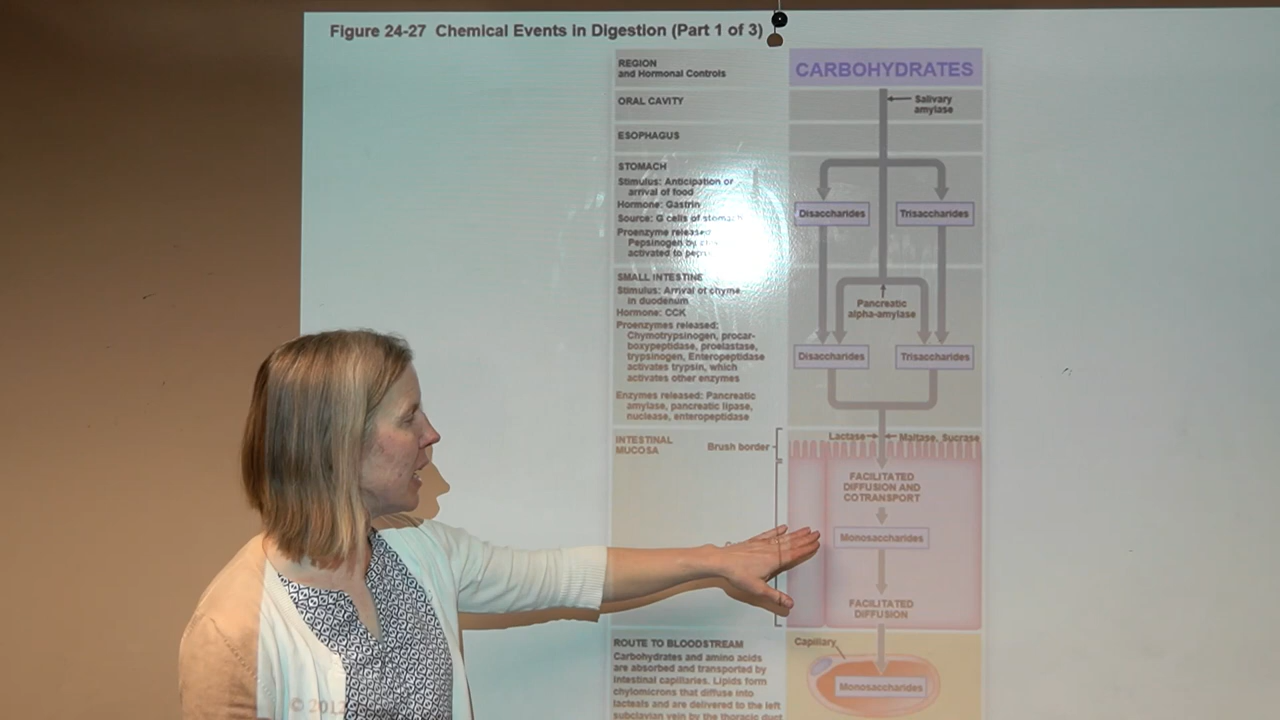 Figure 24-27 Chemical Events in Digestion (Part 1 of 3)
REGION
and Hormonal Controls
CARBOHYDRATES
ORAL CAVITY
Salivary
amylase
ESOPHAGUS
STOMACH
Stimulus: Anticipation or
arrival of food
Hormone: Gastrin
Source: G cells of stomach
Proenzyme released
Pepsinogen by
activated to
Disaccharides
Trisaccharides
SMALL INTESTINE
Stimulus: Arrival of chyme
in duodenum
Hormone: CCK
Proenzymes released:
Chymotrypsinogen, procar-
boxypeptidase, proelastase,
trypsinogen, Enteropeptidase
activates trypsin, which
activates other enzymes
Enzymes released: Pancreatic
amylase, pancreatic lipase,
nuclease, enteropeptidase
Pancreatic
alpha-amylase
Disaccharides
Trisaccharides
INTESTINAL
MUCOSA
Brush border
Lactase
Maltase, Sucrase
FACILITATED
DIFFUSION AND
COTRANSPORT
Monosaccharides
FACILITATED
DIFFUSION
ROUTE TO BLOODSTREAM
Carbohydrates and amino acids
are absorbed and transported by
intestinal capillaries. Lipids form
chylomicrons that diffuse into
lacteals and are delivered to the left
subclavian vein by the thoracic duct
Capillary
Monosaccharides